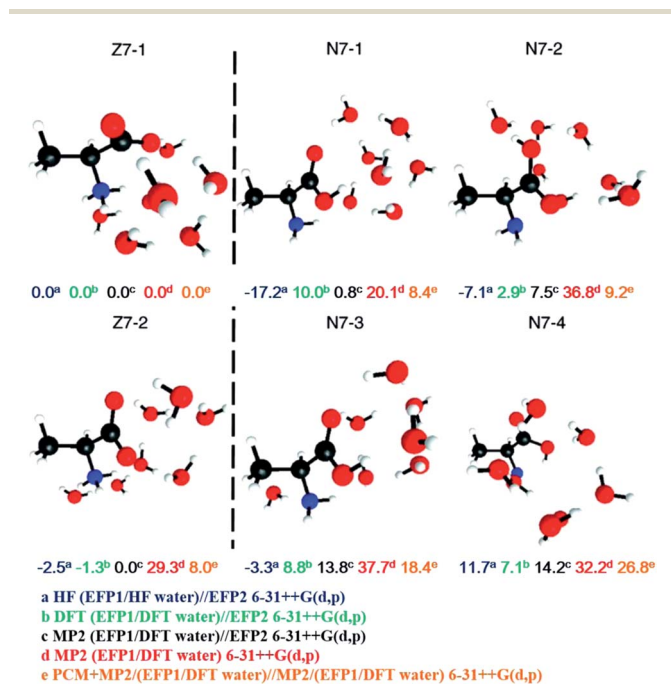 Z7-1 N7-1 N7-2
0.0ᵃ 0.0ᵇ 0.0ᶜ 0.0ᵈ 0.0ᵉ -17.2ᵃ 10.0ᵇ 0.8ᶜ 20.1ᵈ 8.4ᵉ -7.1ᵃ 2.9ᵇ 7.5ᶜ 36.8ᵈ 9.2ᵉ
Z7-2 N7-3 N7-4
-2.5ᵃ -1.3ᵇ 0.0ᶜ 29.3ᵈ 8.0ᵉ -3.3ᵃ 8.8ᵇ 13.8ᶜ 37.7ᵈ 18.4ᵉ 11.7ᵃ 7.1ᵇ 14.2ᶜ 32.2ᵈ 26.8ᵉ
a HF (EFP1/HF water)//EFP2 6-31++G(d,p)
b DFT (EFP1/DFT water)//EFP2 6-31++G(d,p)
c MP2 (EFP1/DFT water)//EFP2 6-31++G(d,p)
d MP2 (EFP1/DFT water) 6-31++G(d,p)
e PCM+MP2/(EFP1/DFT water)//MP2/(EFP1/DFT water) 6-31++G(d,p)